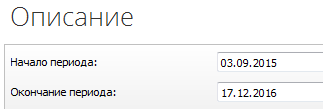 Описание
Начало периода: 03.09.2015
Окончание периода: 17.12.2016